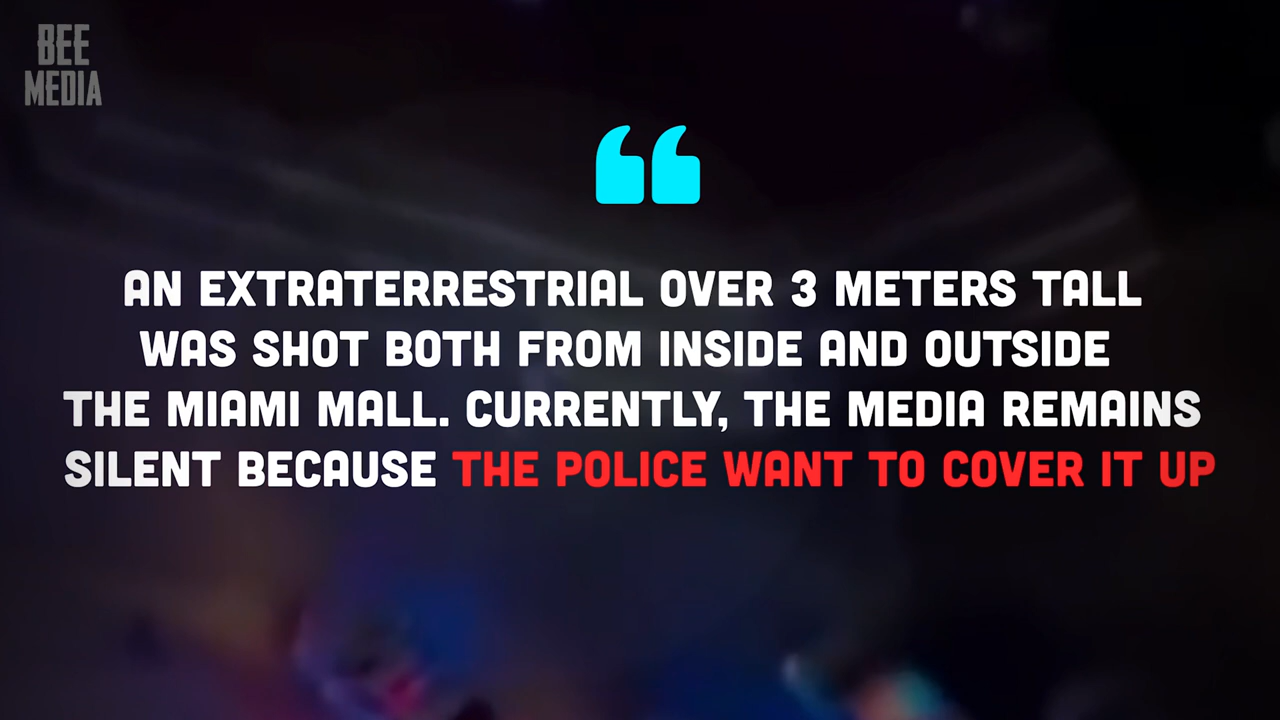 BEE
MEDIA
AN EXTRATERRESTRIAL OVER 3 METERS TALL
WAS SHOT BOTH FROM INSIDE AND OUTSIDE
THE MIAMI MALL. CURRENTLY, THE MEDIA REMAINS
SILENT BECAUSE THE POLICE WANT TO COVER IT UP